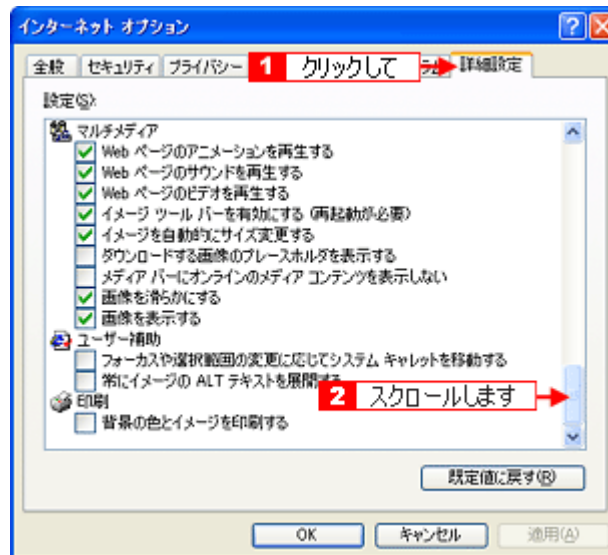 インターネット オプション
全般 セキュリティ プライバシー 1 クリックして 詳細設定
設定(S):
マルチメディア
Web ページのアニメーションを再生する
Web ページのサウンドを再生する
Web ページのビデオを再生する
イメージ ツール バーを有効にする (再起動が必要)
イメージを自動的にサイズ変更する
ダウンロードする画像のプレースホルダを表示する
メディア バーにオンラインのメディア コンテンツを表示しない
画像を滑らかにする
画像を表示する
ユーザー補助
フォーカスや選択範囲の変更に応じてシステム キャレットを移動する
常にイメージの ALT テキストを展開する
2 スクロールします
印刷
背景の色とイメージを印刷する
既定値に戻す(R)
OK キャンセル 適用(A)